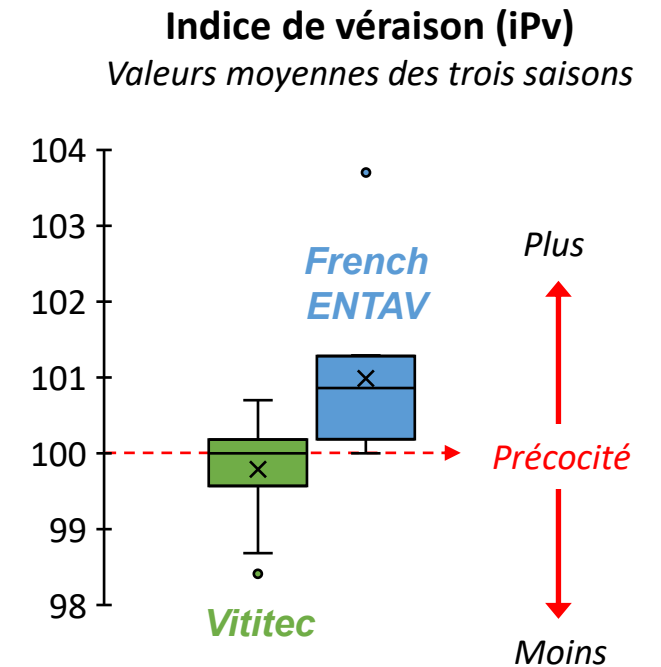 Indice de véraison (iPv)
Valeurs moyennes des trois saisons
104
103
102
101
100
99
98
French
ENTAV
Vititec
Plus
Précocité
Moins